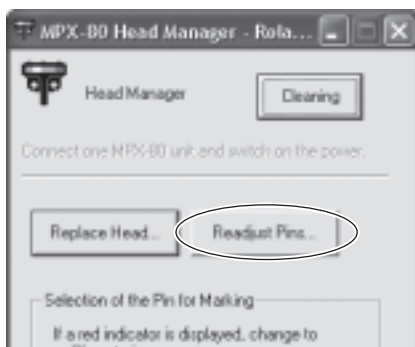 MPX-80 Head Manager - Rola...
Head Manager
Cleaning
Connect one MPX-80 unit and switch on the power.
Replace Head...
Readjust Pins...
Selection of the Pin for Marking
If a red indicator is displayed, change to